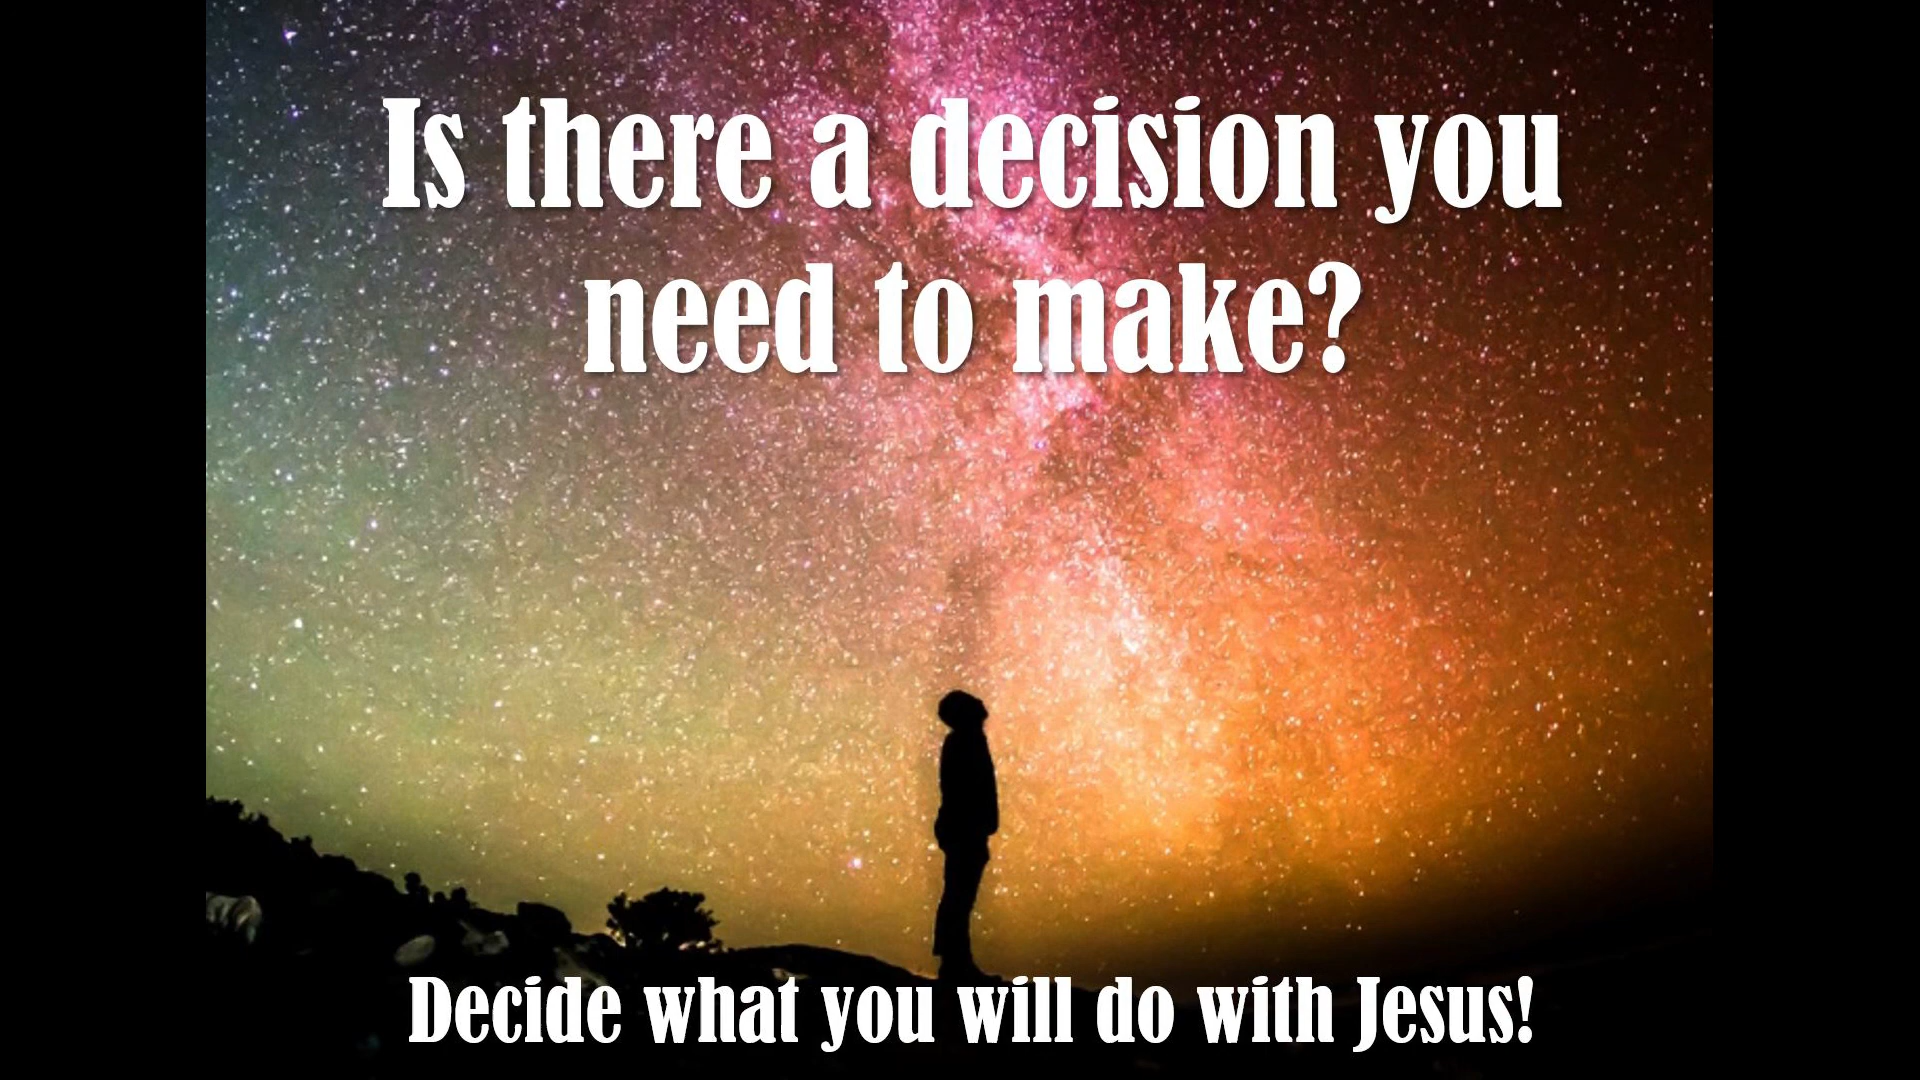 Is there a decision you
need to make?
Decide what you will do with Jesus!